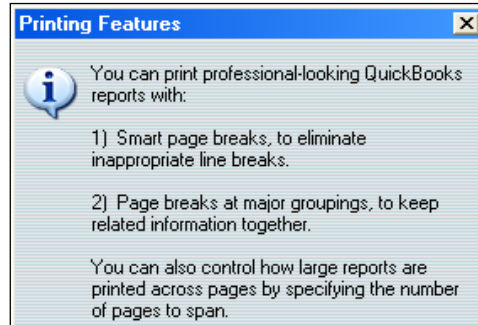 Printing Features
You can print professional-looking QuickBooks
reports with:
1) Smart page breaks, to eliminate
inappropriate line breaks.
2) Page breaks at major groupings, to keep
related information together.
You can also control how large reports are
printed across pages by specifying the number
of pages to span.